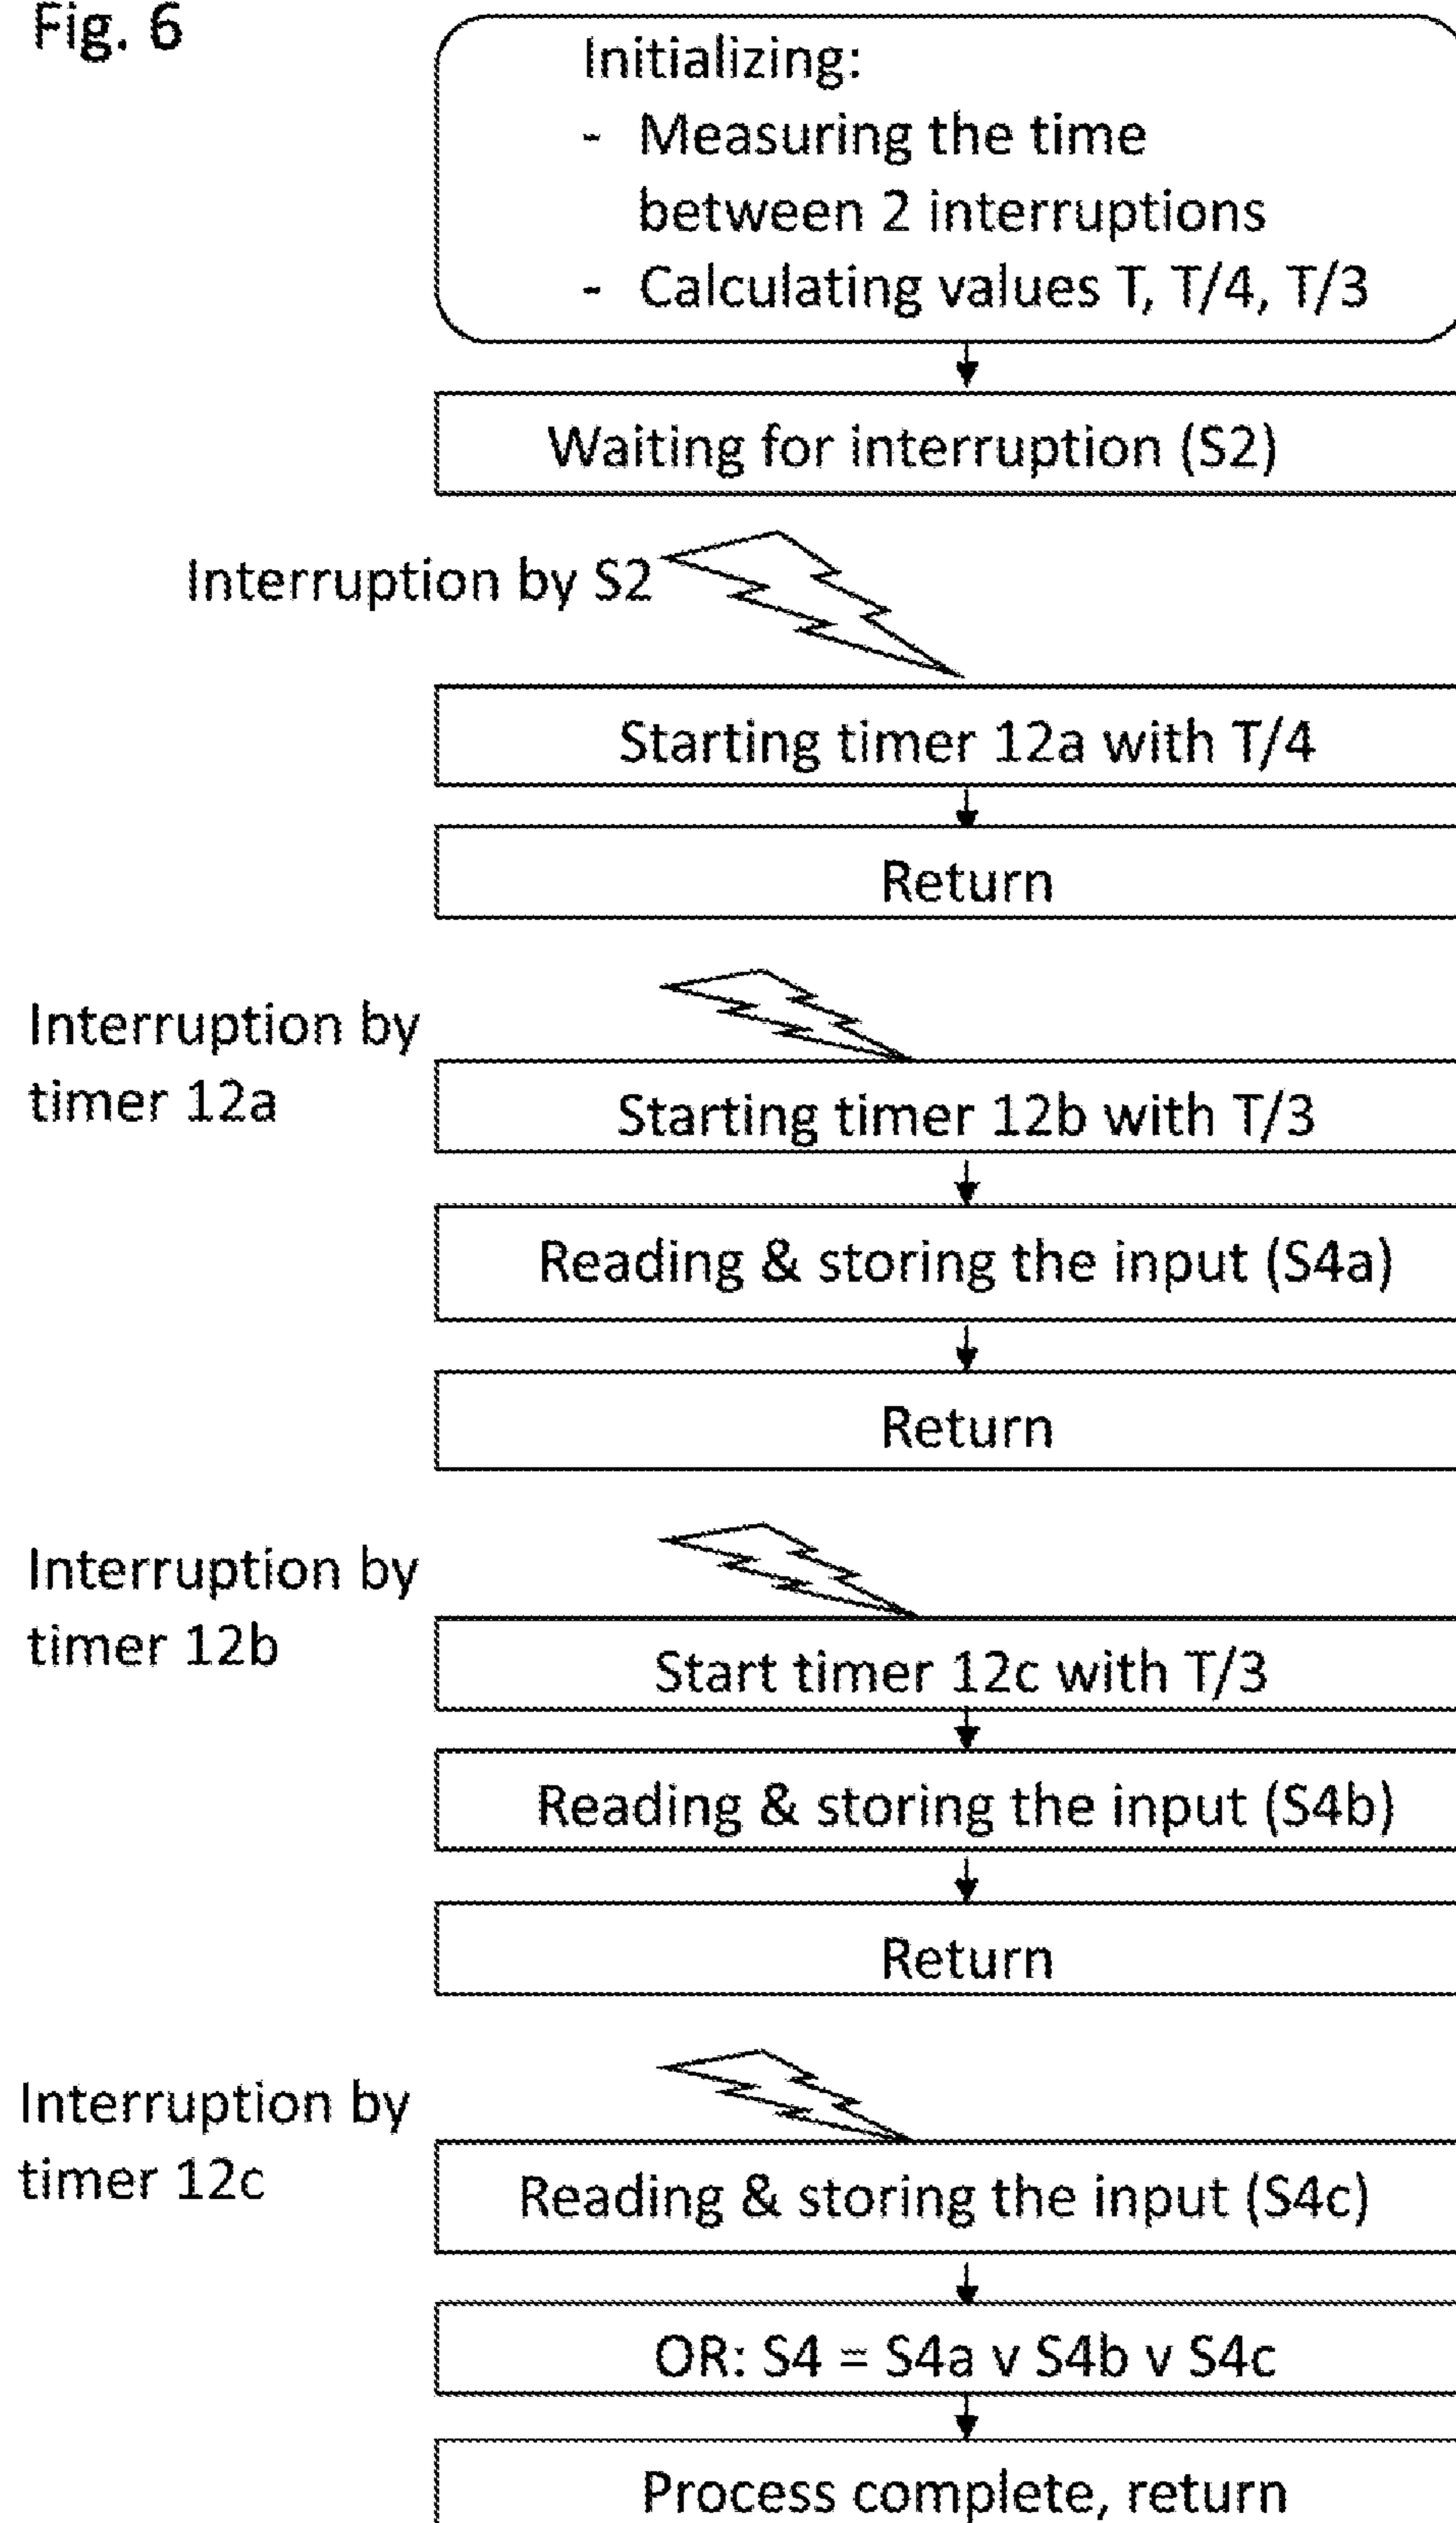 Fig. 6
Initializing:
- Measuring the time
between 2 interruptions
- Calculating values T, T/4, T/3
Waiting for interruption (S2)
Interruption by S2
Starting timer 12a with T/4
Return
Interruption by
timer 12a
Starting timer 12b with T/3
Reading & storing the input (S4a)
Return
Interruption by
timer 12b
Start timer 12c with T/3
Reading & storing the input (S4b)
Return
Interruption by
timer 12c
Reading & storing the input (S4c)
OR: S4 = S4a v S4b v S4c
Process complete, return